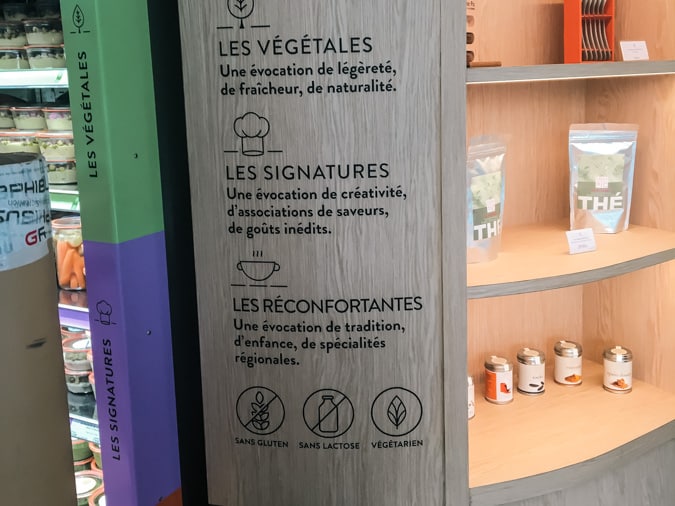 LES VÉGÉTALES
Une évocation de légèreté,
de fraîcheur, de naturalité.
LES SIGNATURES
Une évocation de créativité,
d'associations de saveurs,
de goûts inédits.
LES RÉCONFORTANTES
Une évocation de tradition,
d'enfance, de spécialités
régionales.
SANS GLUTEN
SANS LACTOSE
VÉGÉTARIEN
LES VÉGÉTALES
LES SIGNATURES
THÉ
THÉ